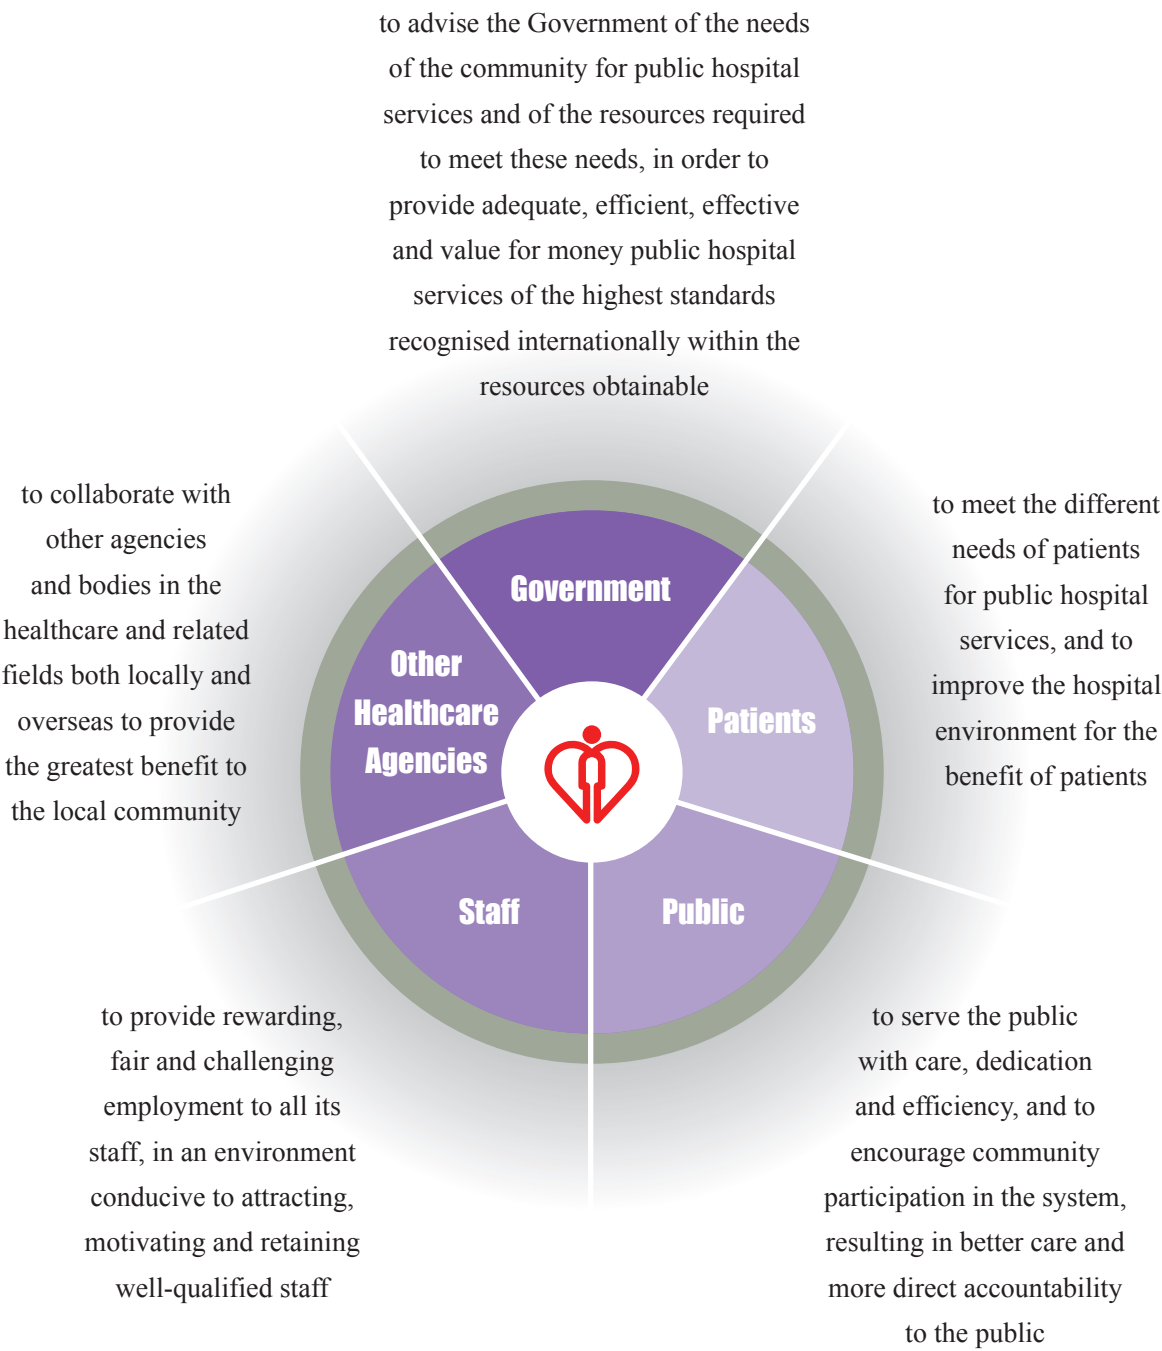 to advise the Government of the needs
of the community for public hospital
services and of the resources required
to meet these needs, in order to
provide adequate, efficient, effective
and value for money public hospital
services of the highest standards
recognised internationally within the
resources obtainable
to collaborate with
other agencies
and bodies in the
healthcare and related
fields both locally and
overseas to provide
the greatest benefit to
the local community
Government
Other
Healthcare
Agencies
Patients
Staff
Public
to meet the different
needs of patients
for public hospital
services, and to
improve the hospital
environment for the
benefit of patients
to provide rewarding,
fair and challenging
employment to all its
staff, in an environment
conducive to attracting,
motivating and retaining
well-qualified staff
to serve the public
with care, dedication
and efficiency, and to
encourage community
participation in the system,
resulting in better care and
more direct accountability
to the public